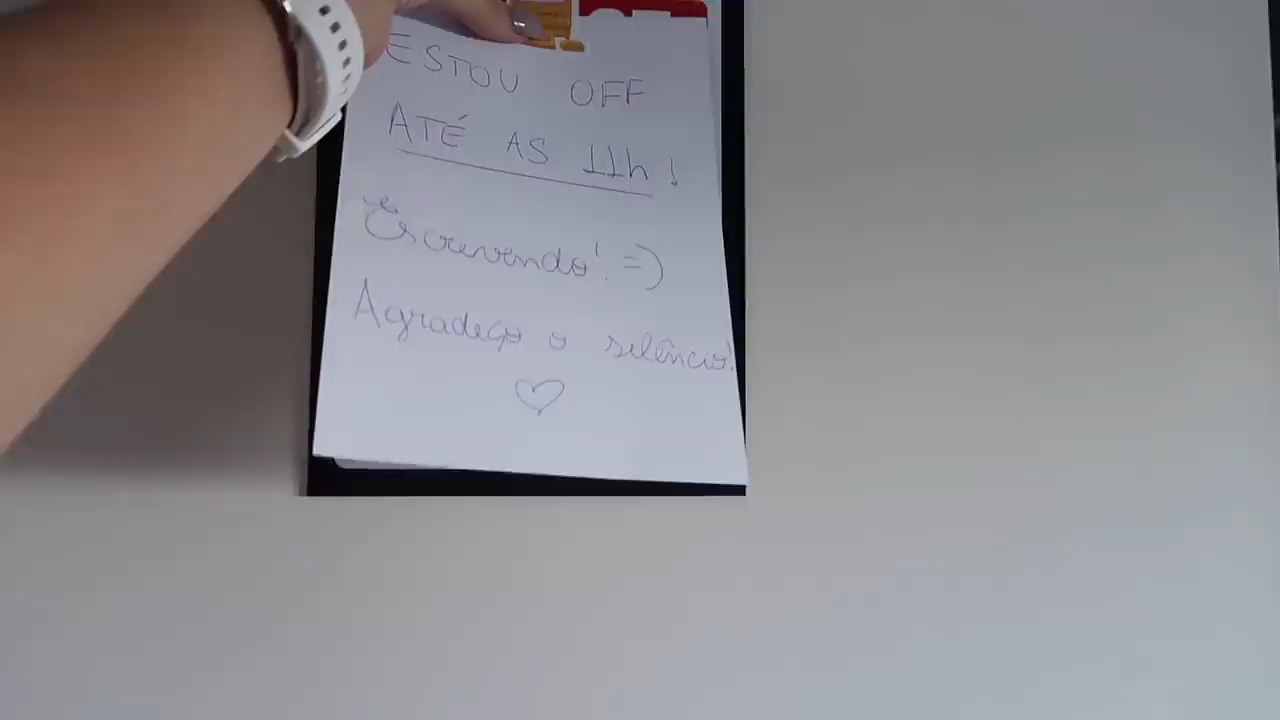 ESTOU OFF
ATÉ AS 11h!
Escrevendo! =)
Agradeço o silêncio!